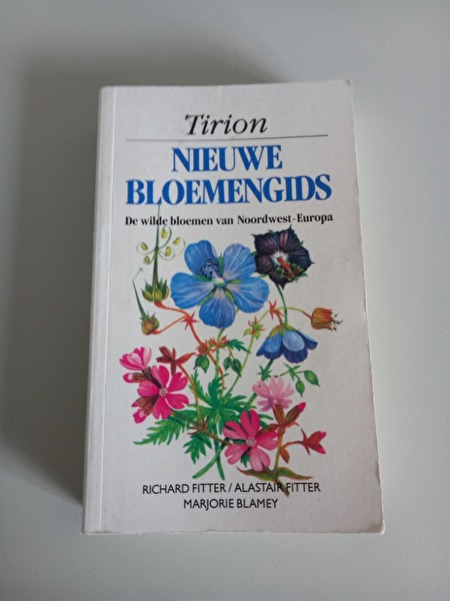 Tirion
NIEUWE
BLOEMENGIDS
De wilde bloemen van Noordwest-Europa
RICHARD FITTER / ALASTAIR FITTER
MARJORIE BLAMEY